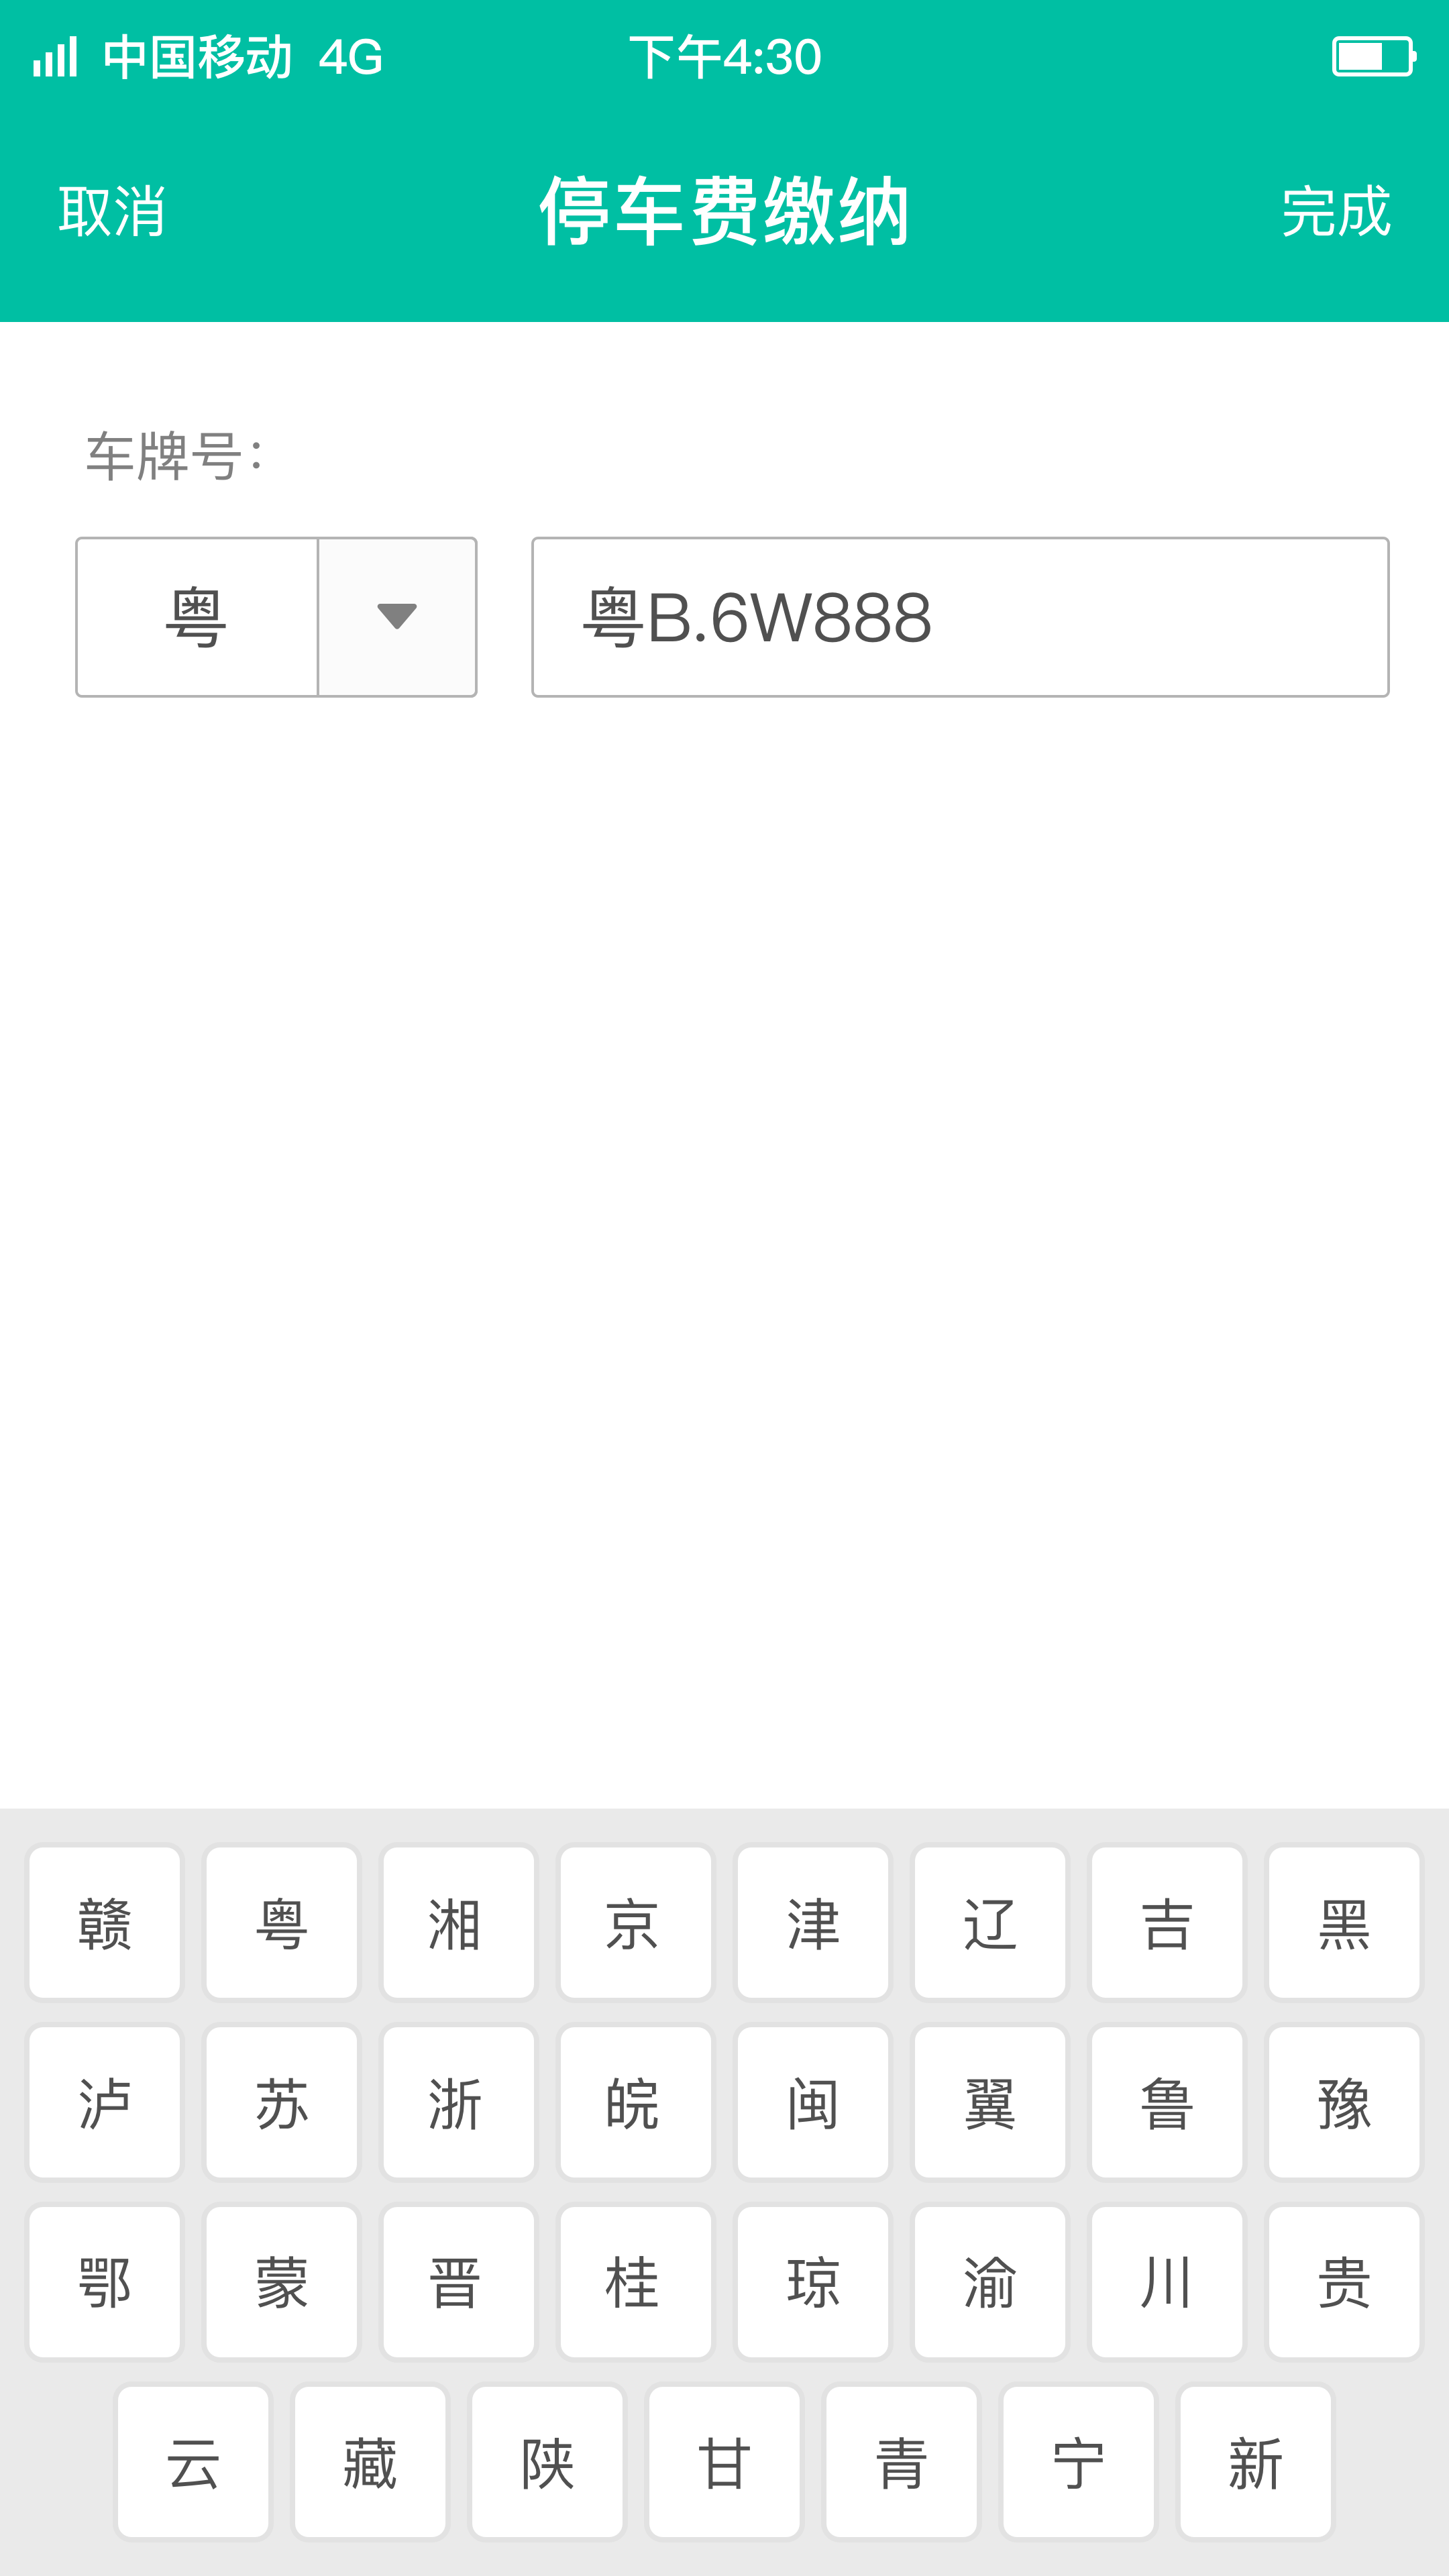 中国移动 4G 下午4:30
取消 停车费缴纳 完成
车牌号:
粤 粤B.6W888
赣 粤 湘 京 津 辽 吉 黑
泸 苏 浙 皖 闽 翼 鲁 豫
鄂 蒙 晋 桂 琼 渝 川 贵
云 藏 陕 甘 青 宁 新